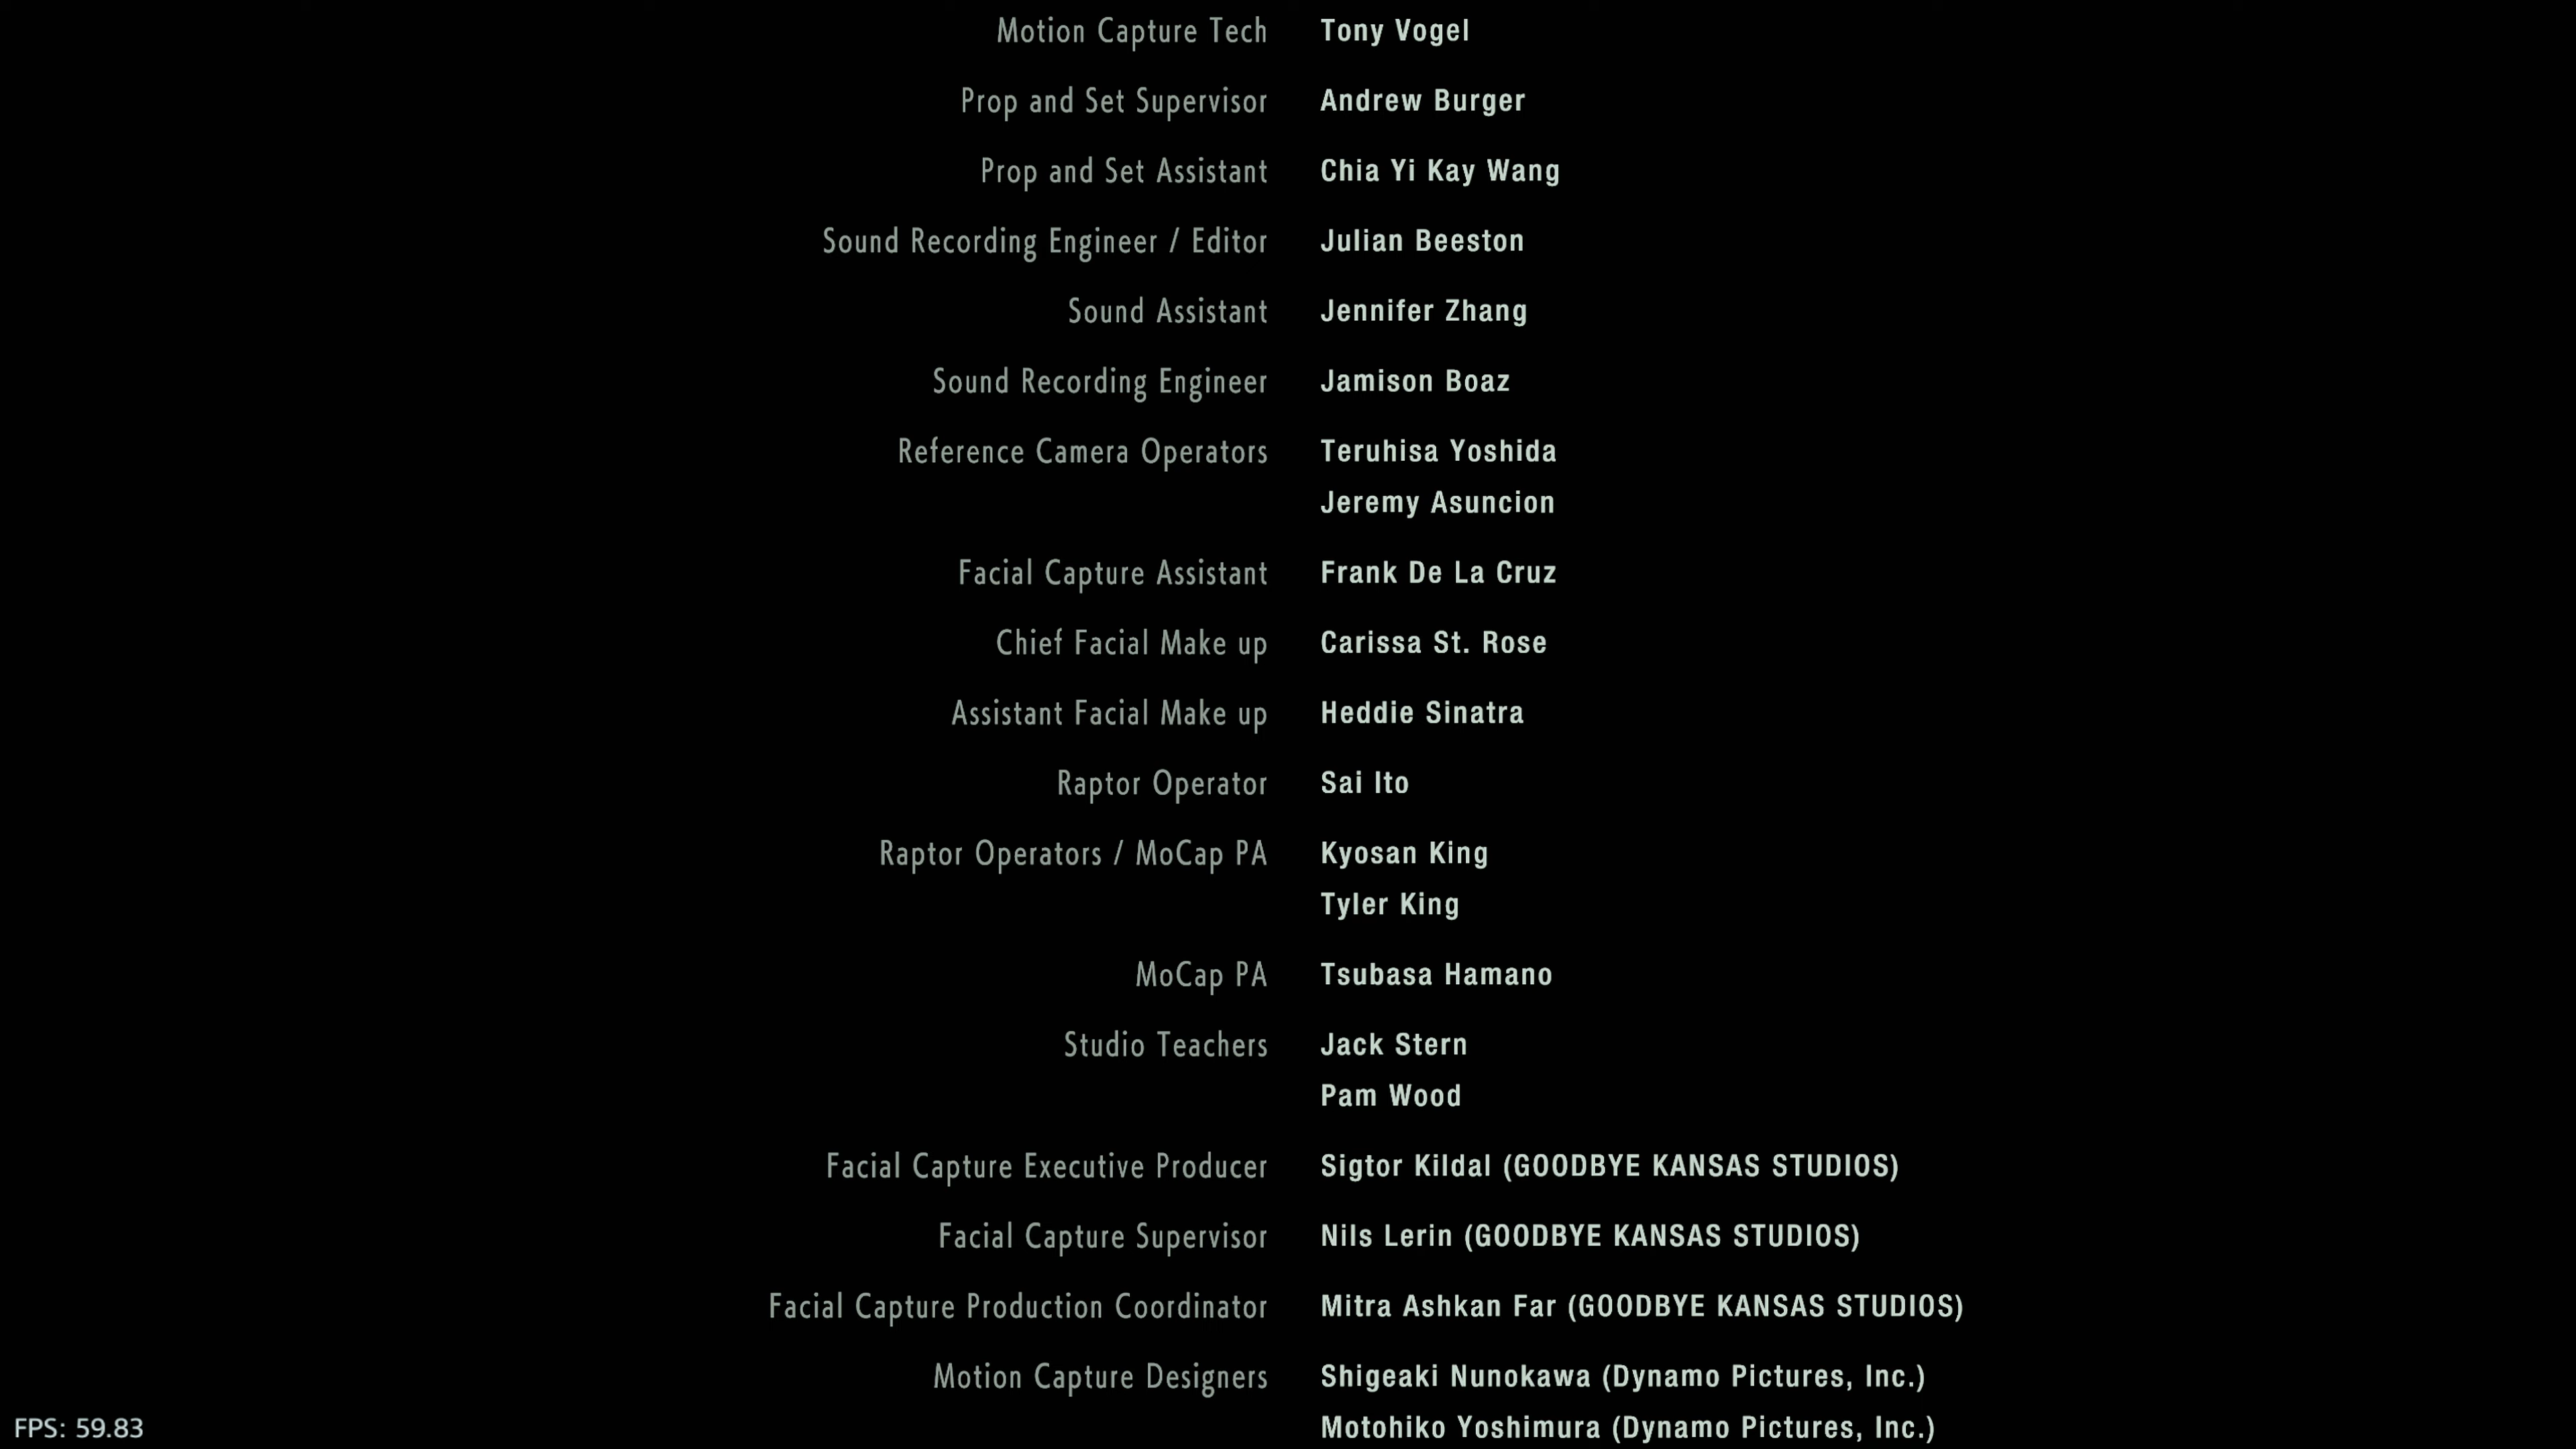 Motion Capture Tech Tony Vogel
Prop and Set Supervisor Andrew Burger
Prop and Set Assistant Chia Yi Kay Wang
Sound Recording Engineer / Editor Julian Beeston
Sound Assistant Jennifer Zhang
Sound Recording Engineer Jamison Boaz
Reference Camera Operators Teruhisa Yoshida
Jeremy Asuncion
Facial Capture Assistant Frank De La Cruz
Chief Facial Make up Carissa St. Rose
Assistant Facial Make up Heddie Sinatra
Raptor Operator Sai Ito
Raptor Operators / MoCap PA Kyosan King
Tyler King
MoCap PA Tsubasa Hamano
Studio Teachers Jack Stern
Pam Wood
Facial Capture Executive Producer Sigtor Kildal (GOODBYE KANSAS STUDIOS)
Facial Capture Supervisor Nils Lerin (GOODBYE KANSAS STUDIOS)
Facial Capture Production Coordinator Mitra Ashkan Far (GOODBYE KANSAS STUDIOS)
Motion Capture Designers Shigeaki Nunokawa (Dynamo Pictures, Inc.)
Motohiko Yoshimura (Dynamo Pictures, Inc.)
FPS: 59.83